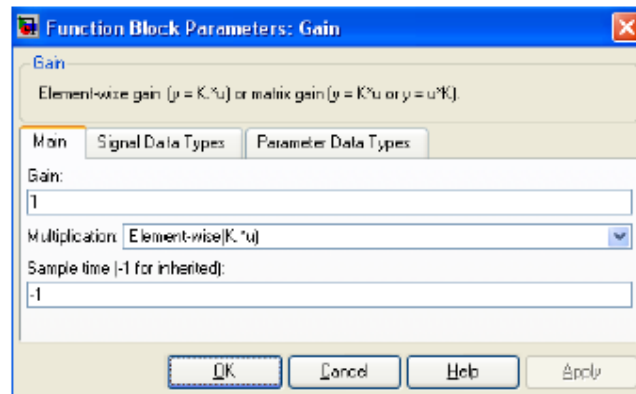 Function Block Parameters: Gain
Gain
Element-wise gain (y = K.*u) or matrix gain (y = K*u or y = u*K).
Main Signal Data Types Parameter Data Types
Gain:
1
Multiplication: Element-wise(K.*u)
Sample time (-1 for inherited):
-1
OK Cancel Help Apply